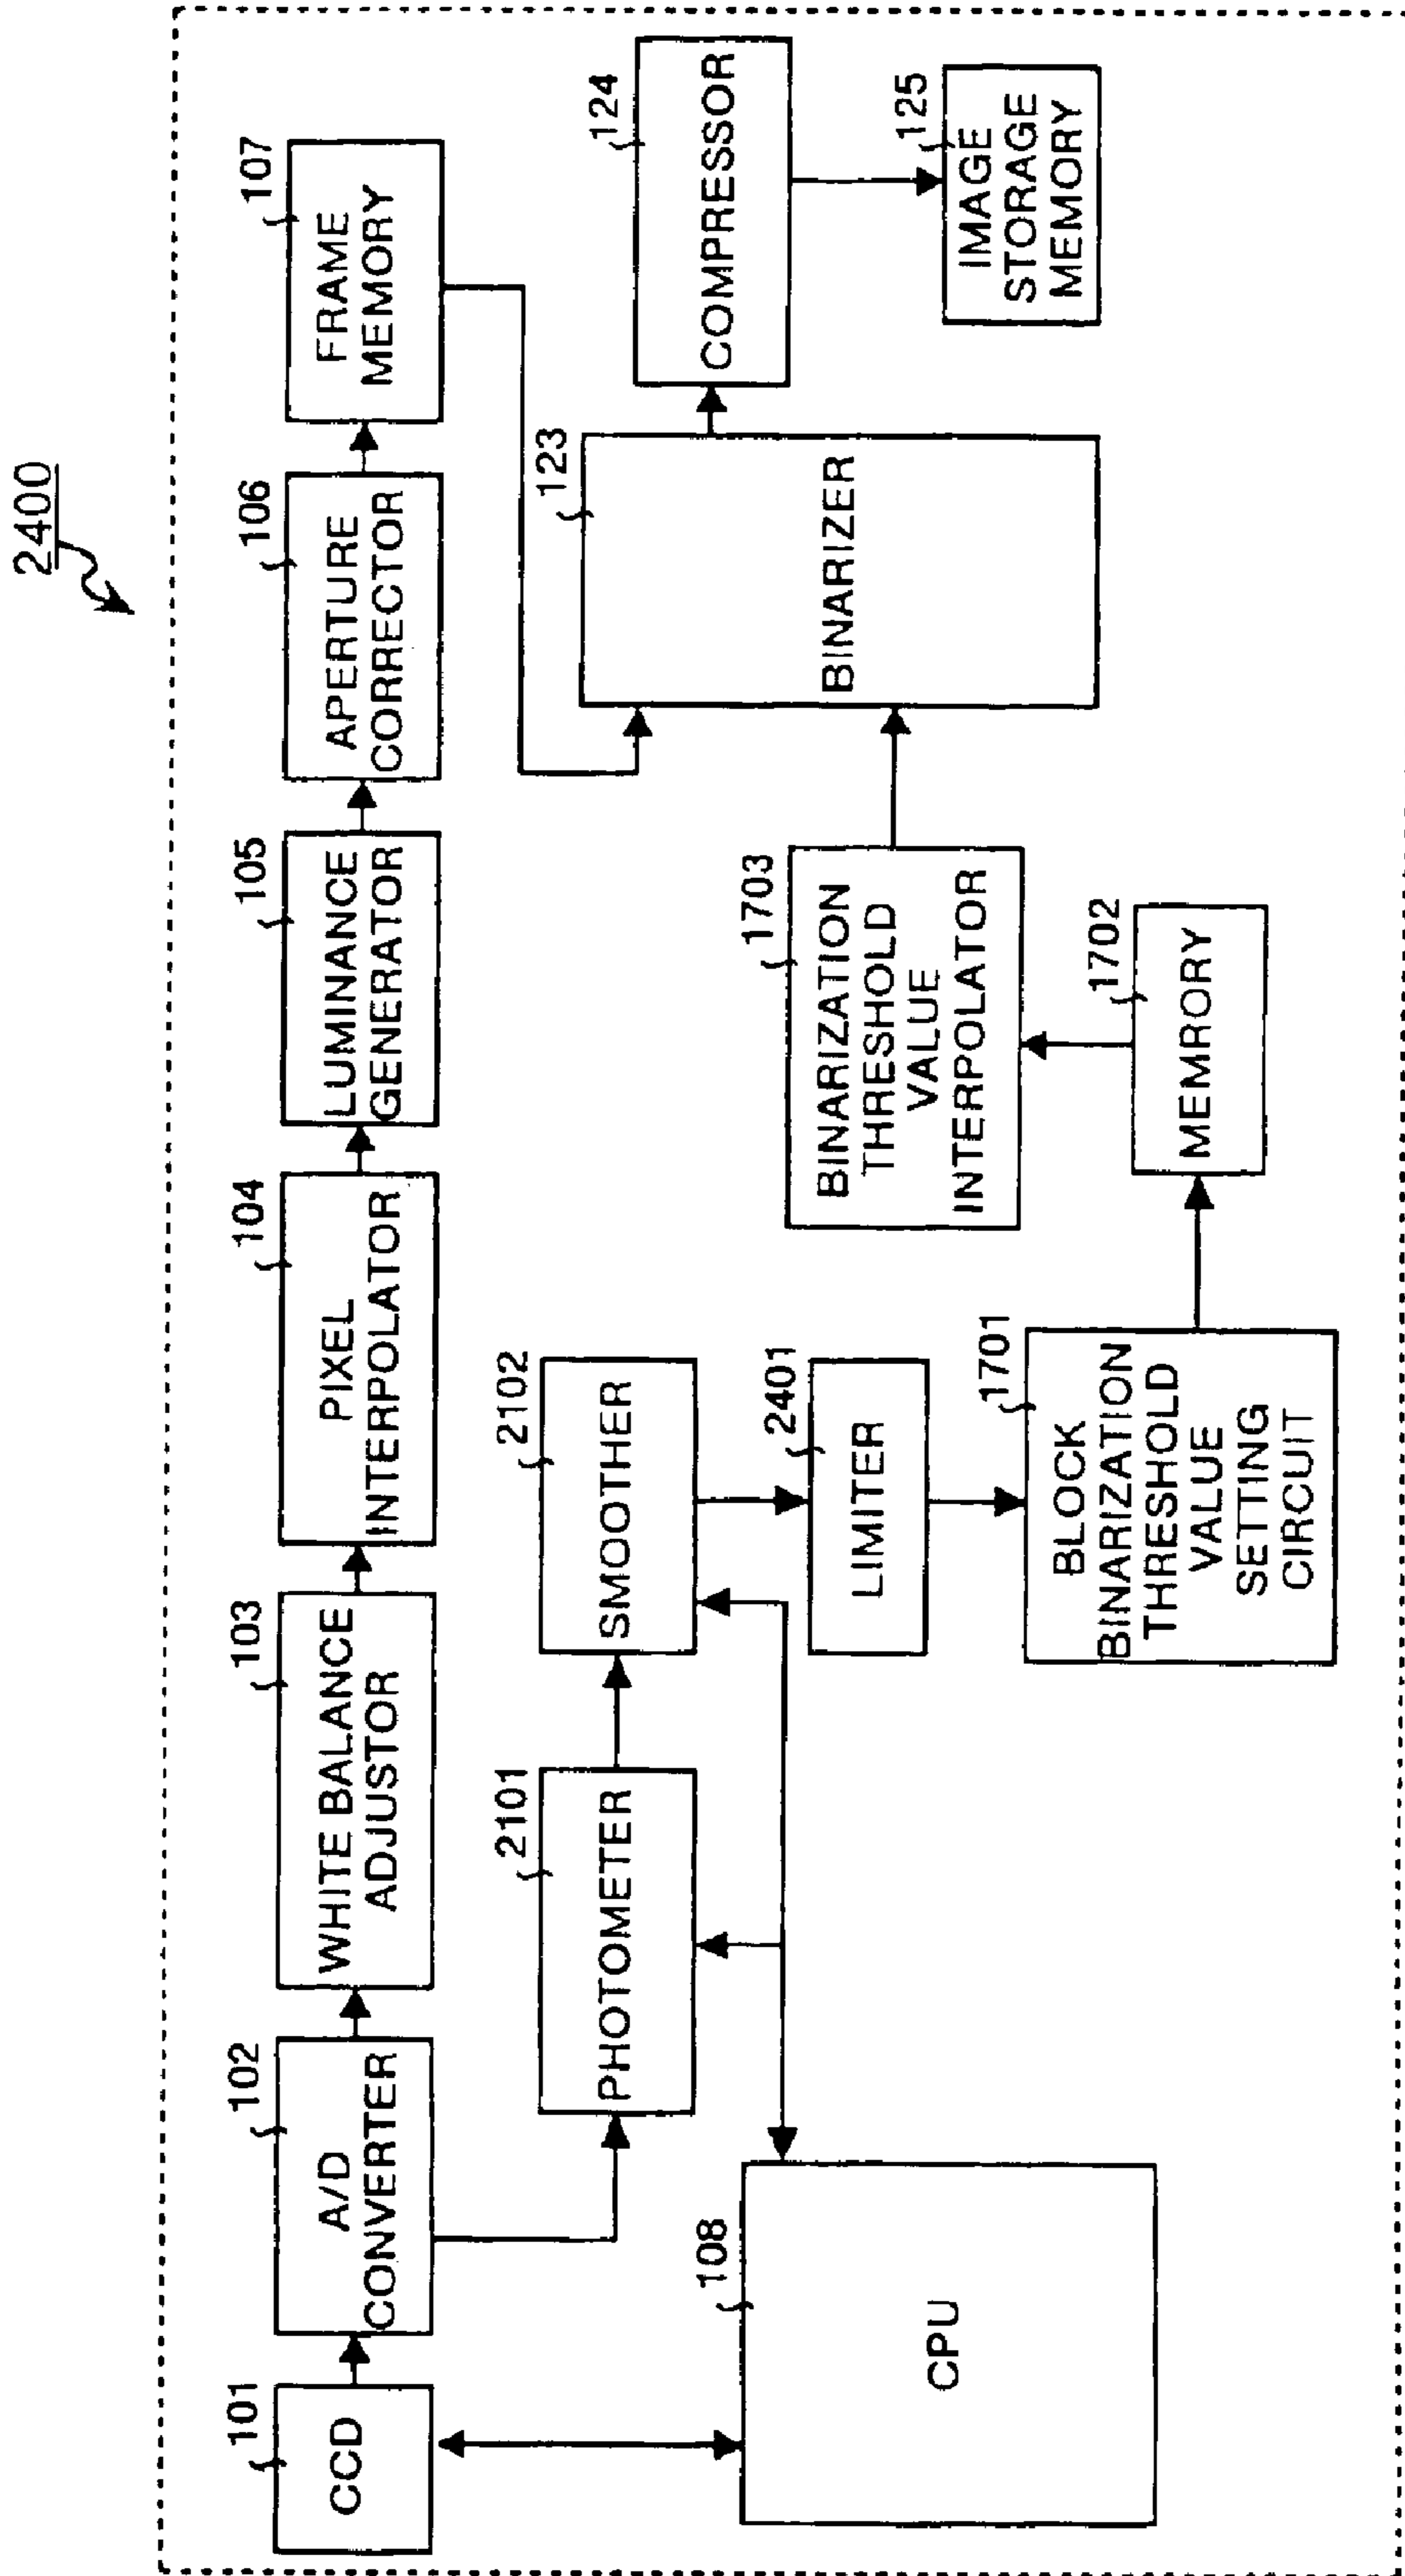 2400
101
CCD
102
A/D
CONVERTER
103
WHITE BALANCE
ADJUSTOR
104
PIXEL
INTERPOLATOR
105
LUMINANCE
GENERATOR
106
APERTURE
CORRECTOR
107
FRAME
MEMORY
2101
PHOTOMETER
2102
SMOOTHER
123
BINARIZER
124
COMPRESSOR
108
CPU
2401
LIMITER
1703
BINARIZATION
THRESHOLD
VALUE
INTERPOLATOR
125
IMAGE
STORAGE
MEMORY
1701
BLOCK
BINARIZATION
THRESHOLD
VALUE
SETTING
CIRCUIT
1702
MEMRORY